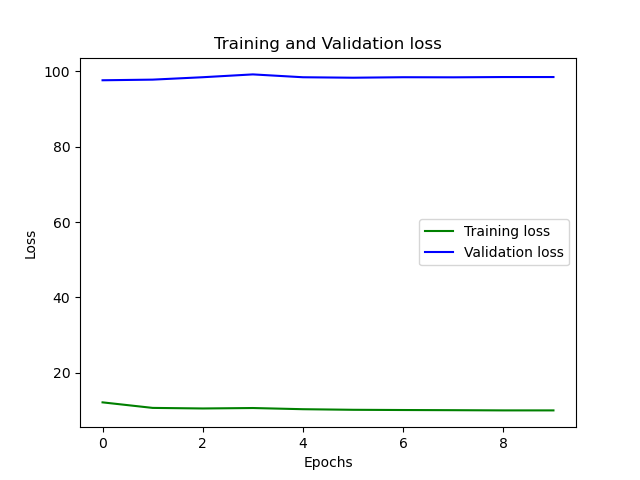 Training and Validation loss
100
80
60
40
20
Loss
Training loss
Validation loss
0 2 4 6 8
Epochs